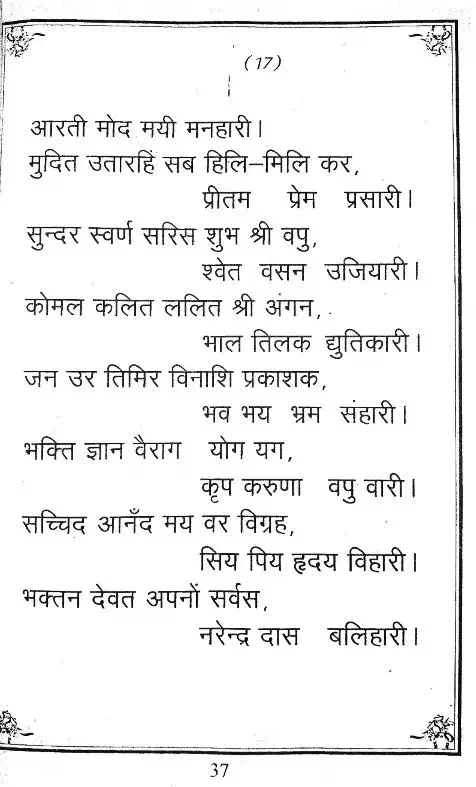 (17)
आरती मोद मयी मनहारी।
मुदित उतारहिं सब हिलि–मिलि कर,
प्रीतम प्रेम प्रसारी।
सुन्दर स्वर्ण सरिस शुभ श्री वपु,
श्वेत वसन उजियारी।
कोमल कलित ललित श्री अंगन,
भाल तिलक द्युतिकारी।
जन उर तिमिर विनाशि प्रकाशक,
भव भय भ्रम संहारी।
भक्ति ज्ञान वैराग योग यग,
कृप करुणा वपु वारी।
सच्चिद आनँद मय वर विग्रह,
सिय पिय हृदय विहारी।
भक्तन देवत अपनों सर्वस,
नरेन्द्र दास बलिहारी।
37